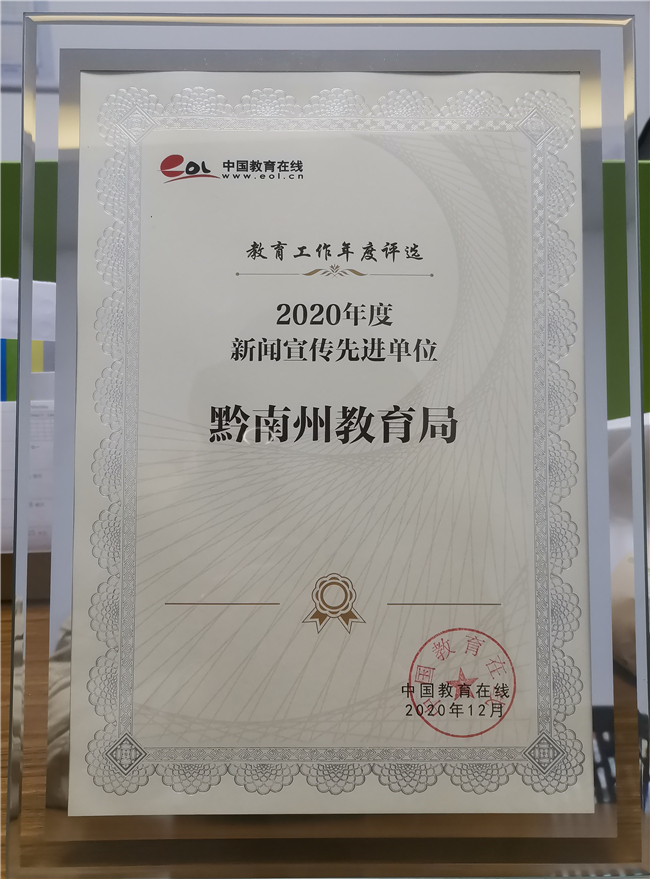 eoL 中国教育在线
www.eol.cn
教育工作年度评选
2020年度
新闻宣传先进单位
黔南州教育局
中国教育在线
中国教育在线
2020年12月